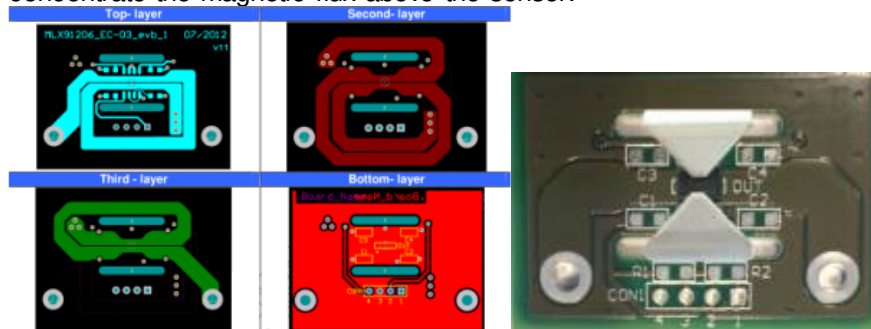 concentrate the magnetic flux above the sensor.
Top- layer
Second- layer
MLX91206_EC-03_evb_1 07/2012
v11
Third - layer
Bottom- layer
C3
C4
OUT
C1
C2
R1
R2
CON1
4 3 2 1